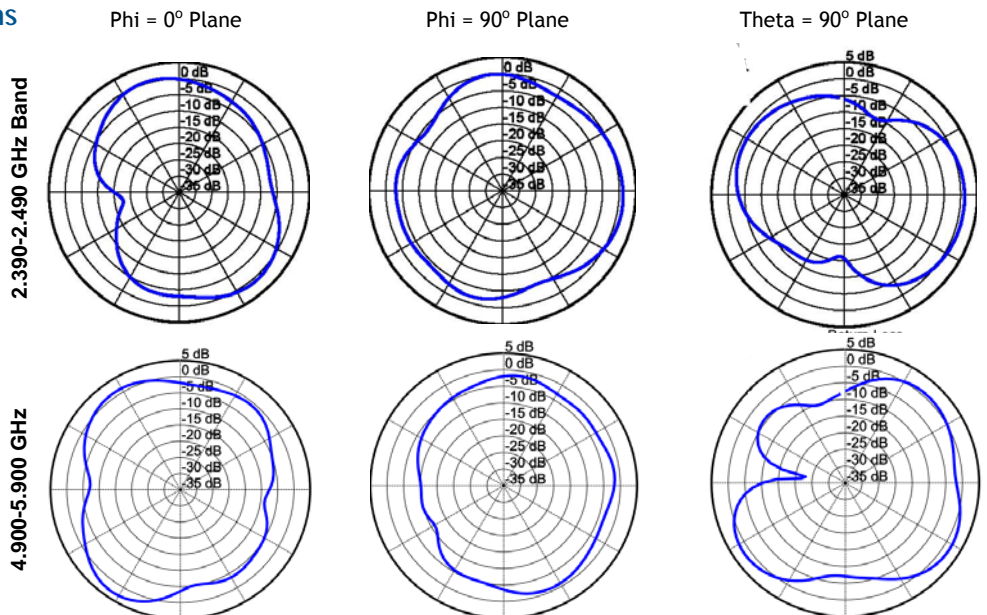 ns
Phi = 0° Plane
Phi = 90° Plane
Theta = 90° Plane
2.390-2.490 GHz Band
0 dB
-5 dB
-10 dB
-15 dB
-20 dB
-25 dB
-30 dB
-35 dB
0 dB
-5 dB
-10 dB
-15 dB
-20 dB
-25 dB
-30 dB
-35 dB
5 dB
0 dB
-5 dB
-10 dB
-15 dB
-20 dB
-25 dB
-30 dB
-35 dB
4.900-5.900 GHz
5 dB
0 dB
-5 dB
-10 dB
-15 dB
-20 dB
-25 dB
-30 dB
-35 dB
5 dB
0 dB
-5 dB
-10 dB
-15 dB
-20 dB
-25 dB
-30 dB
-35 dB
5 dB
0 dB
-5 dB
-10 dB
-15 dB
-20 dB
-25 dB
-30 dB
-35 dB